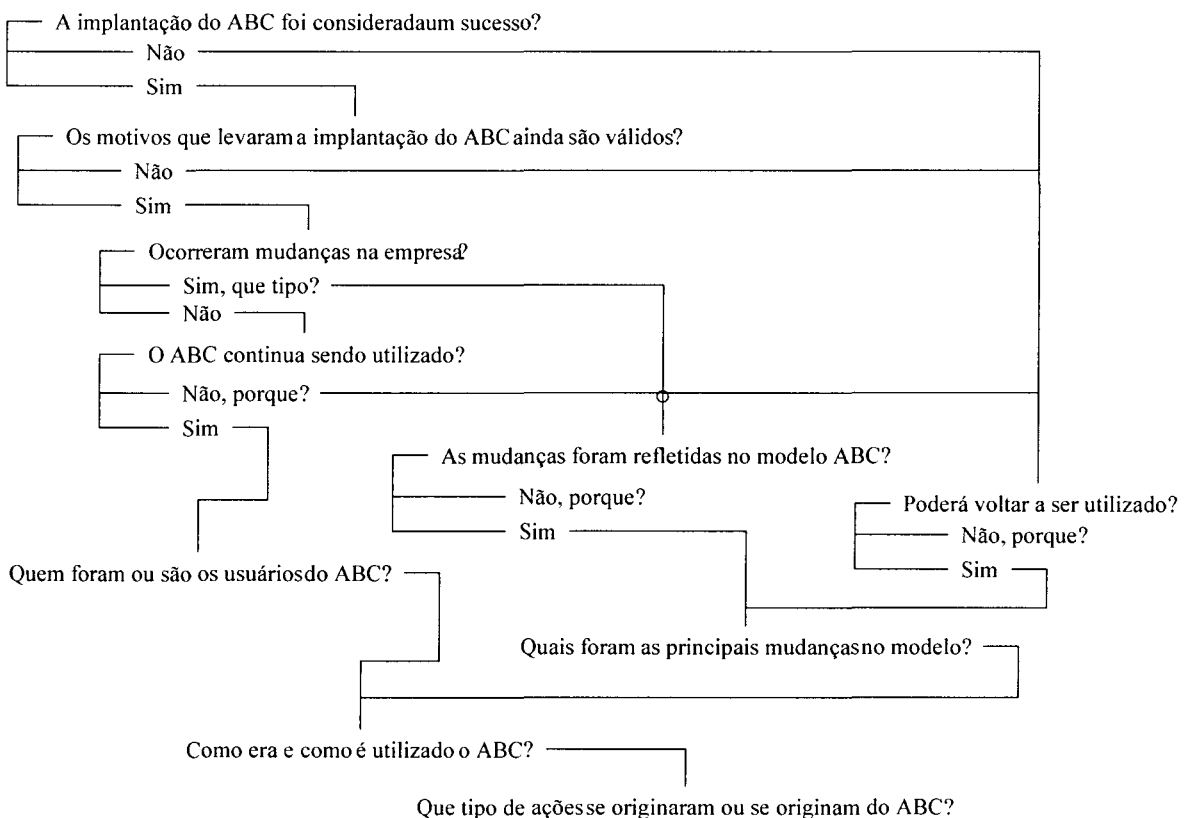 A implantação do ABC foi consideradaum sucesso?
Não
Sim
Os motivos que levaram a implantação do ABC ainda são válidos?
Não
Sim
Ocorreram mudanças na empresa?
Sim, que tipo?
Não
O ABC continua sendo utilizado?
Não, porque?
Sim
As mudanças foram refletidas no modelo ABC?
Não, porque?
Sim
Poderá voltar a ser utilizado?
Não, porque?
Sim
Quem foram ou são os usuáriosdo ABC?
Quais foram as principais mudançasno modelo?
Como era e como é utilizado o ABC?
Que tipo de açõesse originaram ou se originam do ABC?